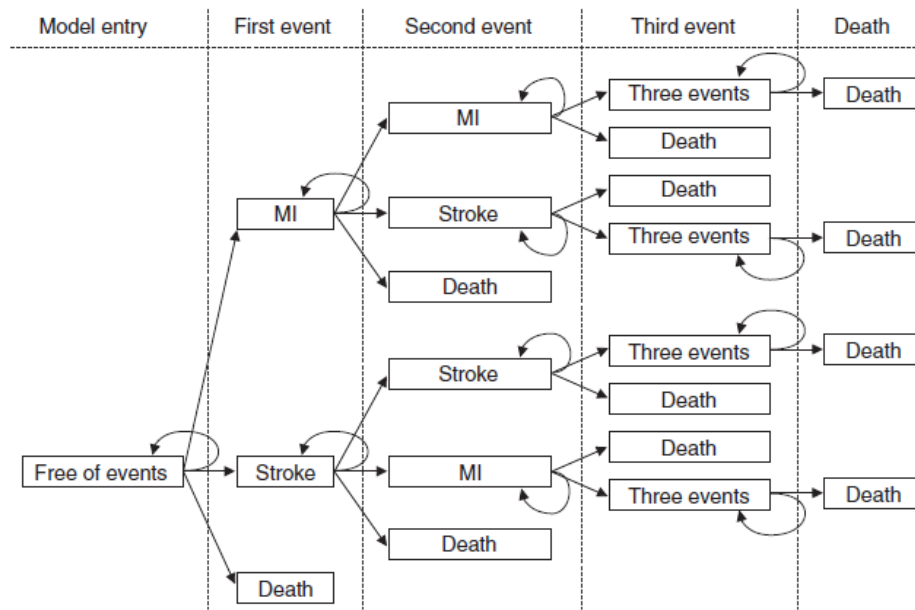 Model entry
First event
Second event
Third event
Death
Three events
Death
MI
Death
Death
MI
Stroke
Three events
Death
Death
Three events
Death
Stroke
Death
Death
Free of events
Stroke
MI
Three events
Death
Death
Death